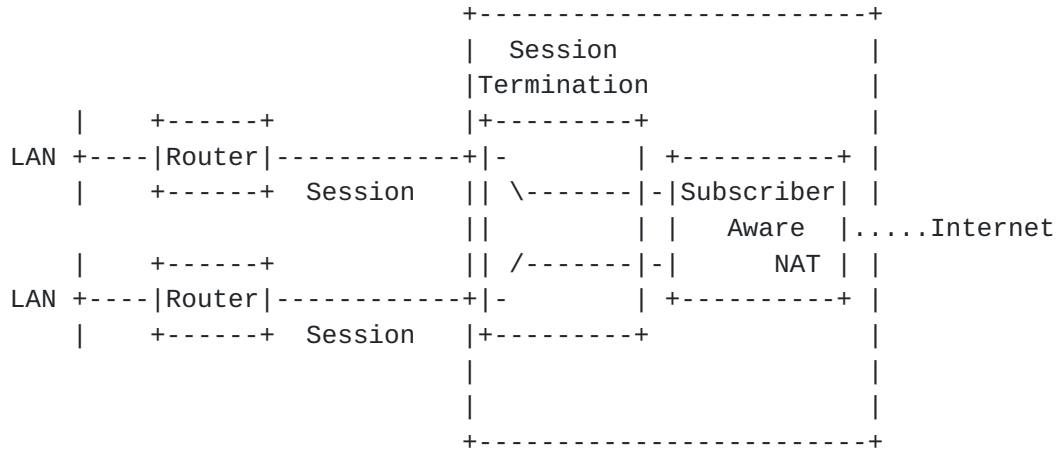 Session
Termination
LAN Router
Session Subscriber
Aware Internet
NAT
LAN Router
Session